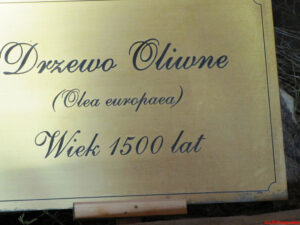 Drzewo Oliwne
(Olea europaea)
Wiek 1500 lat